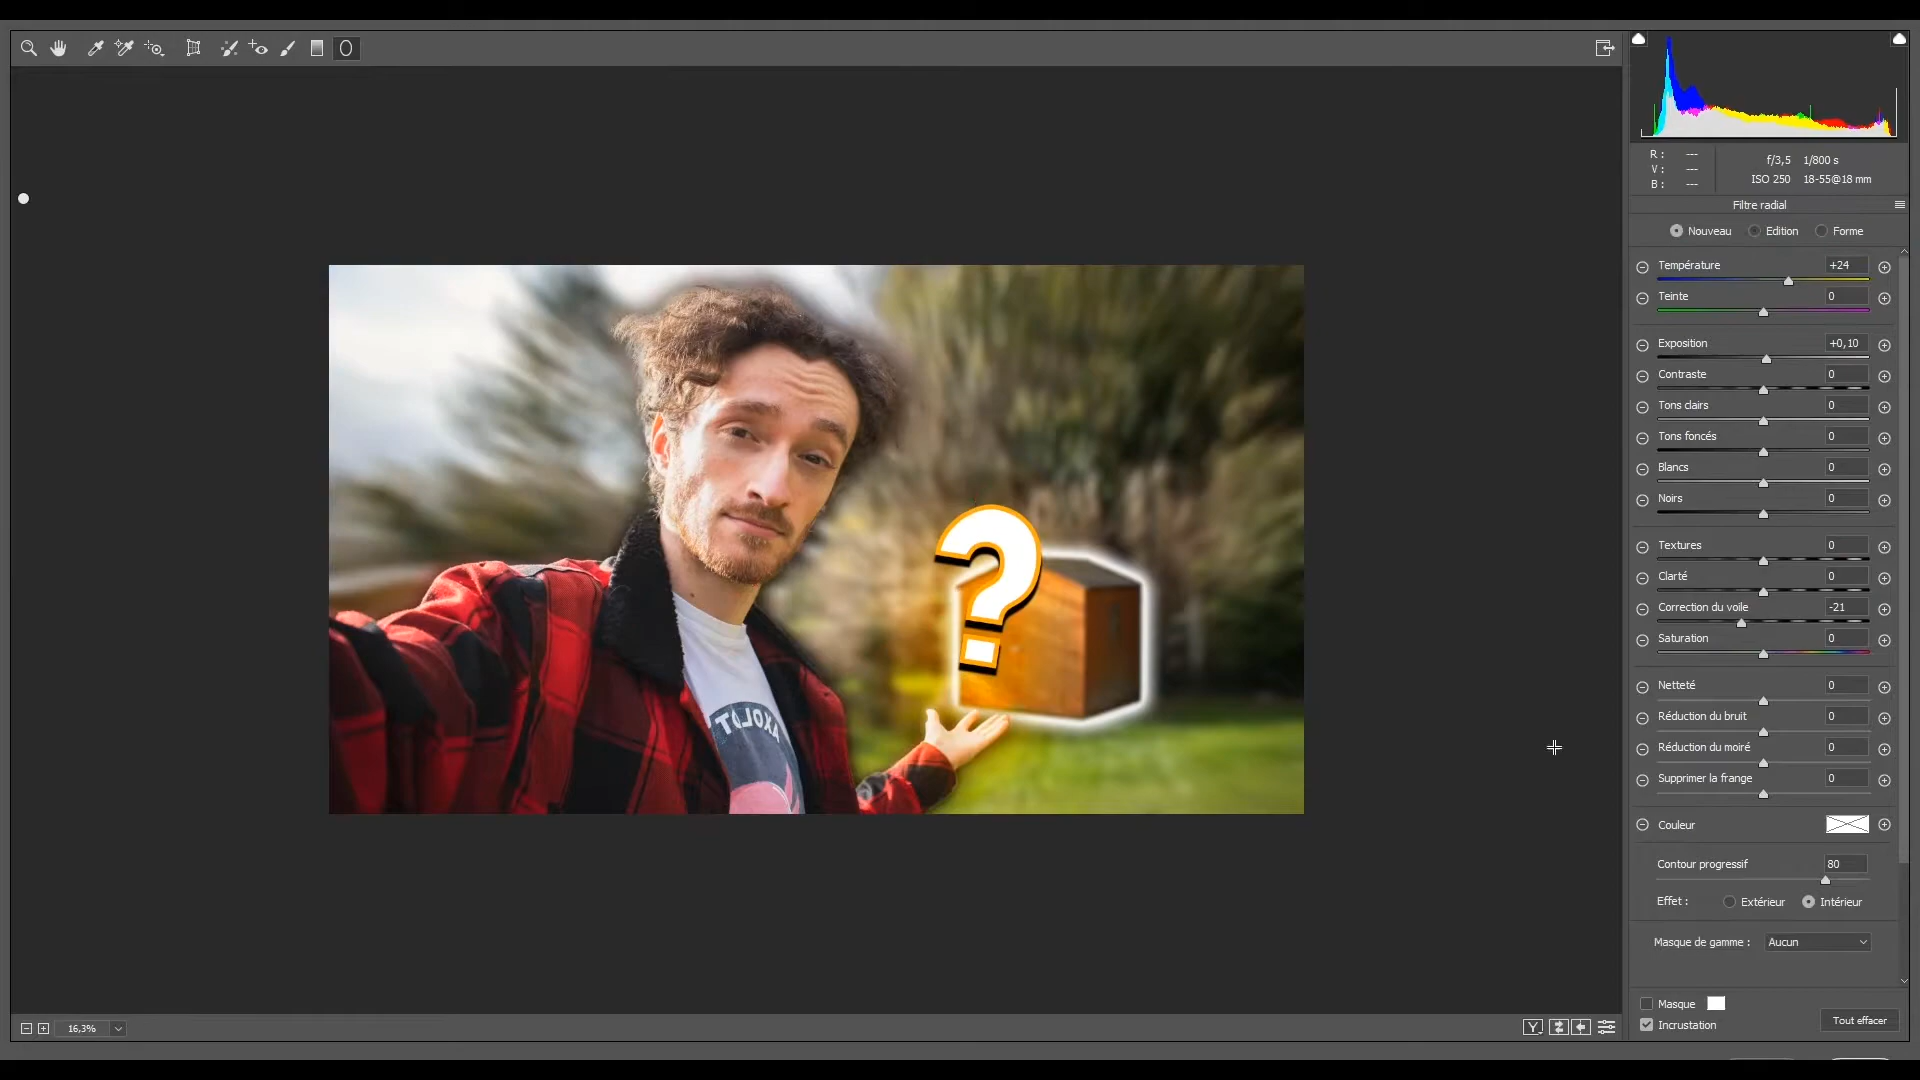 R : ---
V : ---
B : ---
f/3,5 1/800 s
ISO 250 18-55@18 mm
Filtre radial
Nouveau Edition Forme
Température +24
Teinte 0
Exposition +0,10
Contraste 0
Tons clairs 0
Tons foncés 0
Blancs 0
Noirs 0
Textures 0
Clarté 0
Correction du voile -21
Saturation 0
Netteté 0
Réduction du bruit 0
Réduction du moiré 0
Supprimer la frange 0
Couleur
Contour progressif 80
Effet : Extérieur Intérieur
Masque de gamme : Aucun
Masque
Incrustation
Tout effacer
?
AXOLOT
16,3%
Y